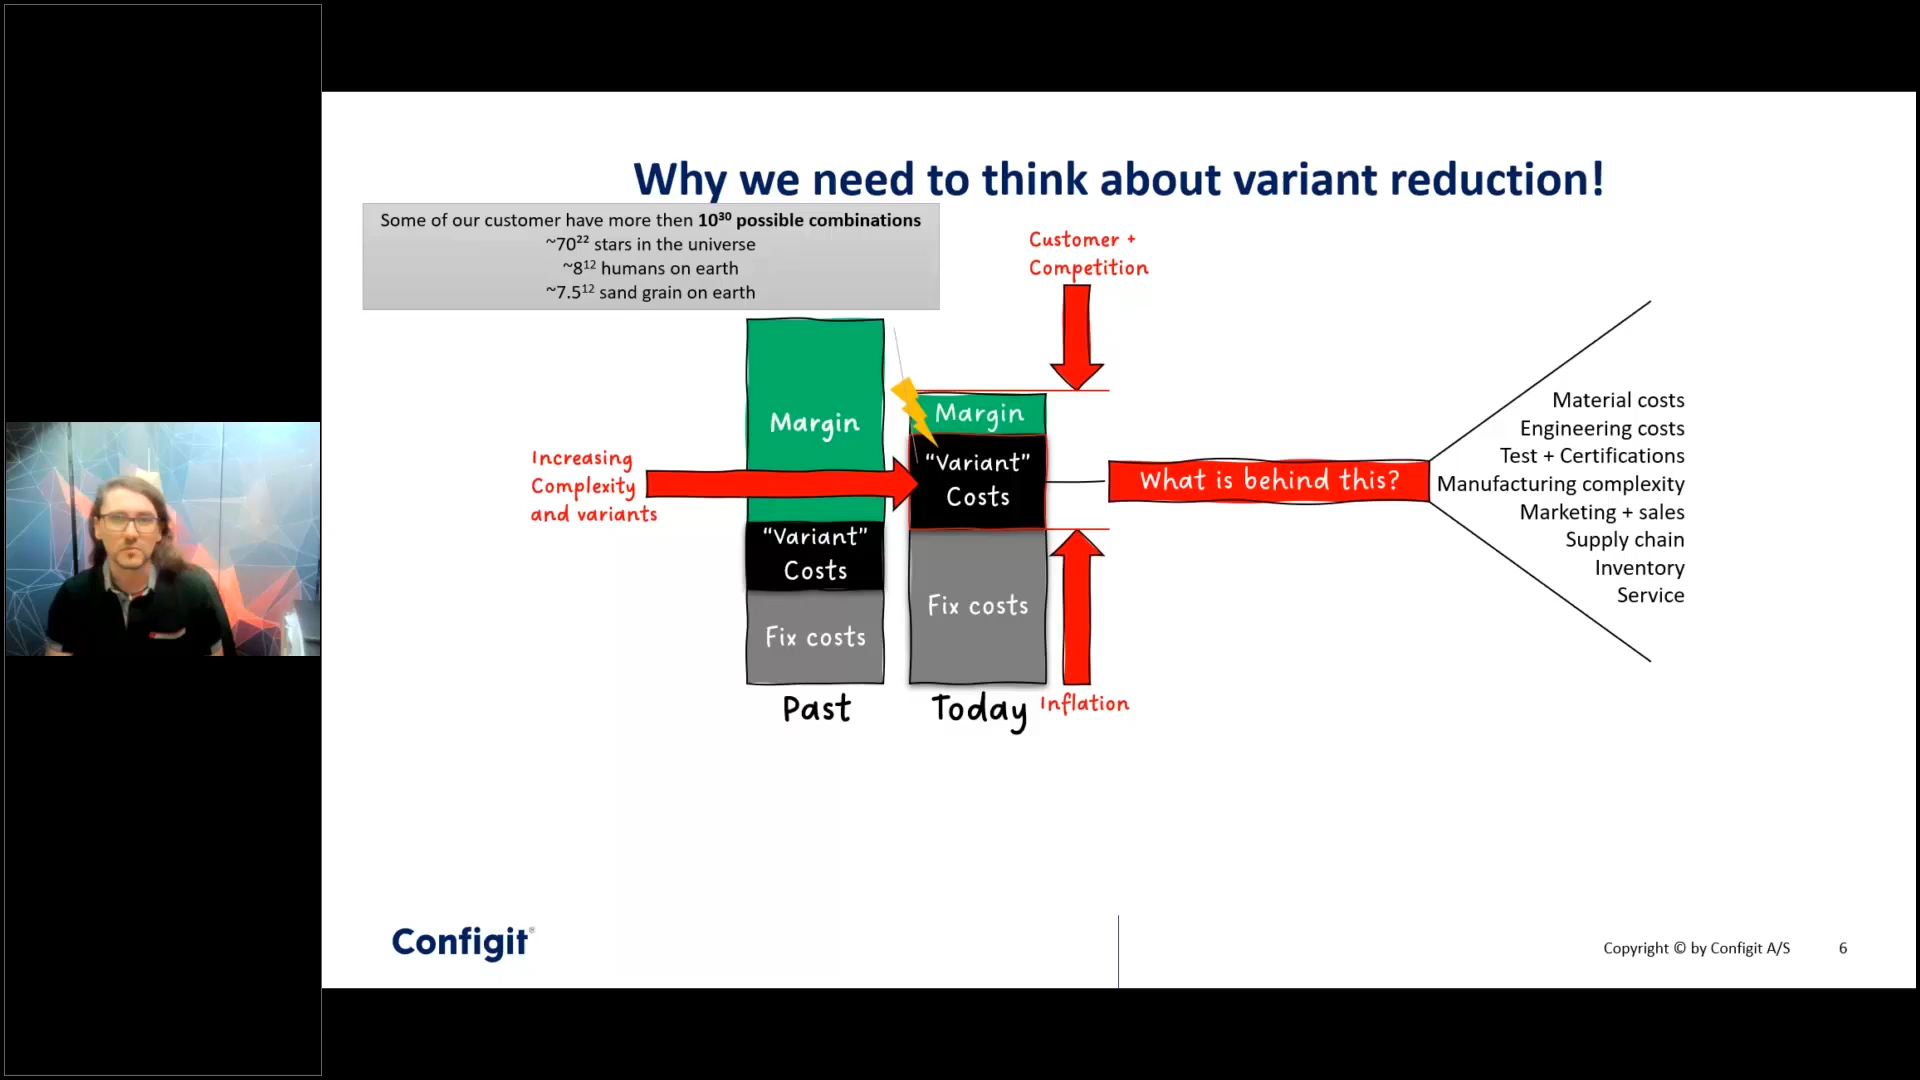 Why we need to think about variant reduction!
Some of our customer have more then 10³⁰ possible combinations
~70²² stars in the universe
~8¹² humans on earth
~7.5¹² sand grain on earth
Customer +
Competition
Margin
Margin
Increasing
Complexity
and variants
"Variant"
Costs
"Variant"
Costs
What is behind this?
Material costs
Engineering costs
Test + Certifications
Manufacturing complexity
Marketing + sales
Supply chain
Inventory
Service
Fix costs
Fix costs
Past
Today
Inflation
Configit®
Copyright © by Configit A/S
6